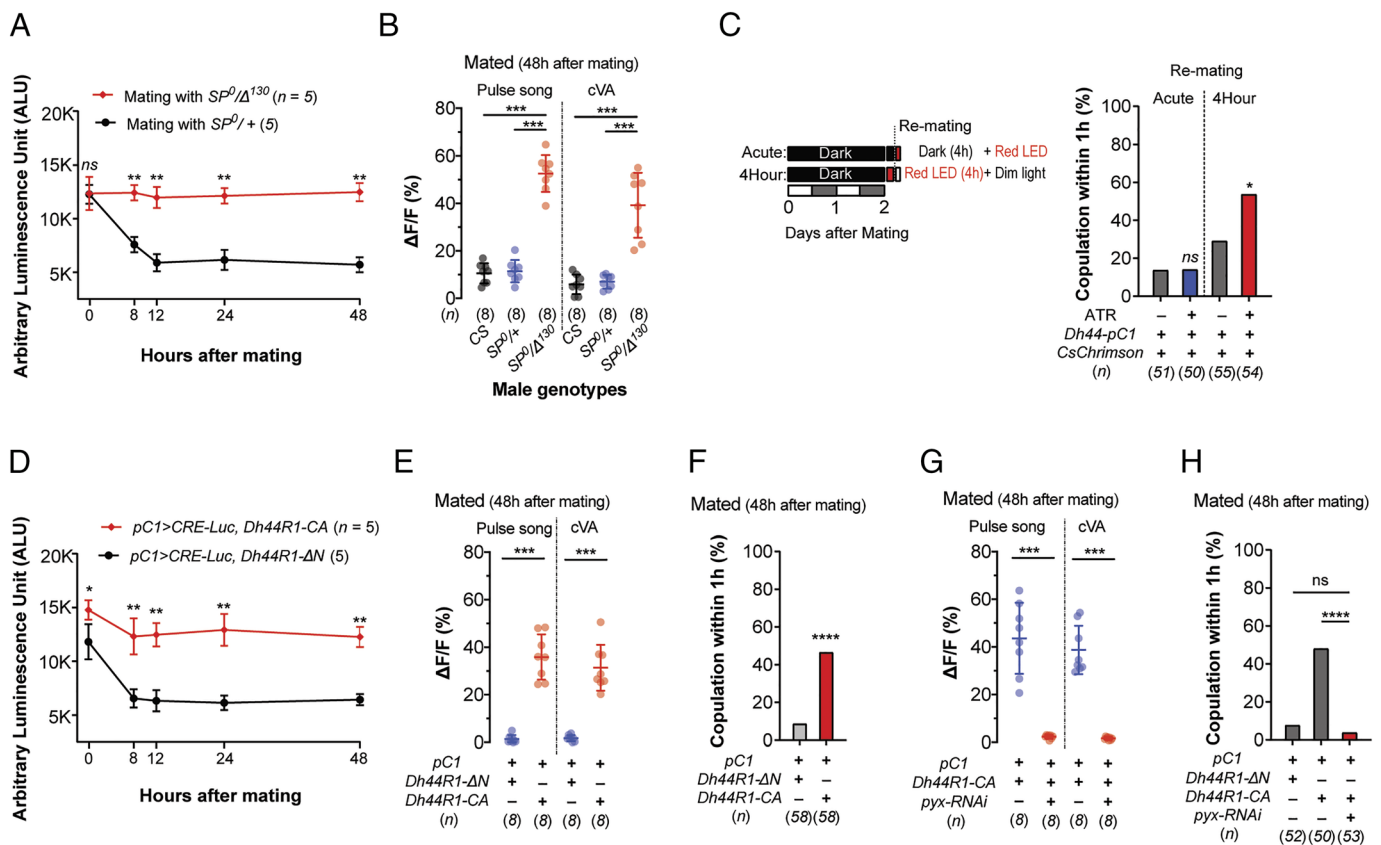 A
Arbitrary Luminescence Unit (ALU)
Mating with SP⁰/Δ¹³⁰ (n = 5)
Mating with SP⁰/+ (5)
20K
15K
10K
5K
ns
**
**
**
**
0
8
12
24
48
Hours after mating
B
Mated (48h after mating)
Pulse song
cVA
***
***
***
***
ΔF/F (%)
80
60
40
20
0
(n)
(8)
(8)
(8)
(8)
(8)
(8)
CS
SP⁰/+
SP⁰/Δ¹³⁰
CS
SP⁰/+
SP⁰/Δ¹³⁰
Male genotypes
C
Re-mating
Acute:
Dark
Dark (4h) + Red LED
4Hour:
Dark
Red LED (4h)+ Dim light
0
1
2
Days after Mating
Re-mating
Acute
4Hour
Copulation within 1h (%)
100
80
60
40
20
0
ns
*
ATR – + – +
Dh44-pC1 + + + +
CsChrimson + + + +
(n) (51) (50) (55) (54)
D
Arbitrary Luminescence Unit (ALU)
pC1>CRE-Luc, Dh44R1-CA (n = 5)
pC1>CRE-Luc, Dh44R1-ΔN (5)
20K
15K
10K
5K
*
**
**
**
**
0
8
12
24
48
Hours after mating
E
Mated (48h after mating)
Pulse song
cVA
***
***
ΔF/F (%)
80
60
40
20
0
pC1 + + + +
Dh44R1-ΔN + – + –
Dh44R1-CA – + – +
(n) (8) (8) (8) (8)
F
Mated (48h after mating)
Copulation within 1h (%)
100
80
60
40
20
0
****
pC1 + +
Dh44R1-ΔN + –
Dh44R1-CA – +
(n) (58)(58)
G
Mated (48h after mating)
Pulse song
cVA
***
***
ΔF/F (%)
80
60
40
20
0
pC1 + + + +
Dh44R1-CA + + + +
pyx-RNAi – + – +
(n) (8) (8) (8) (8)
H
Mated (48h after mating)
Copulation within 1h (%)
100
80
60
40
20
0
ns
****
pC1 + + +
Dh44R1-ΔN + – –
Dh44R1-CA – + +
pyx-RNAi – – +
(n) (52)(50)(53)